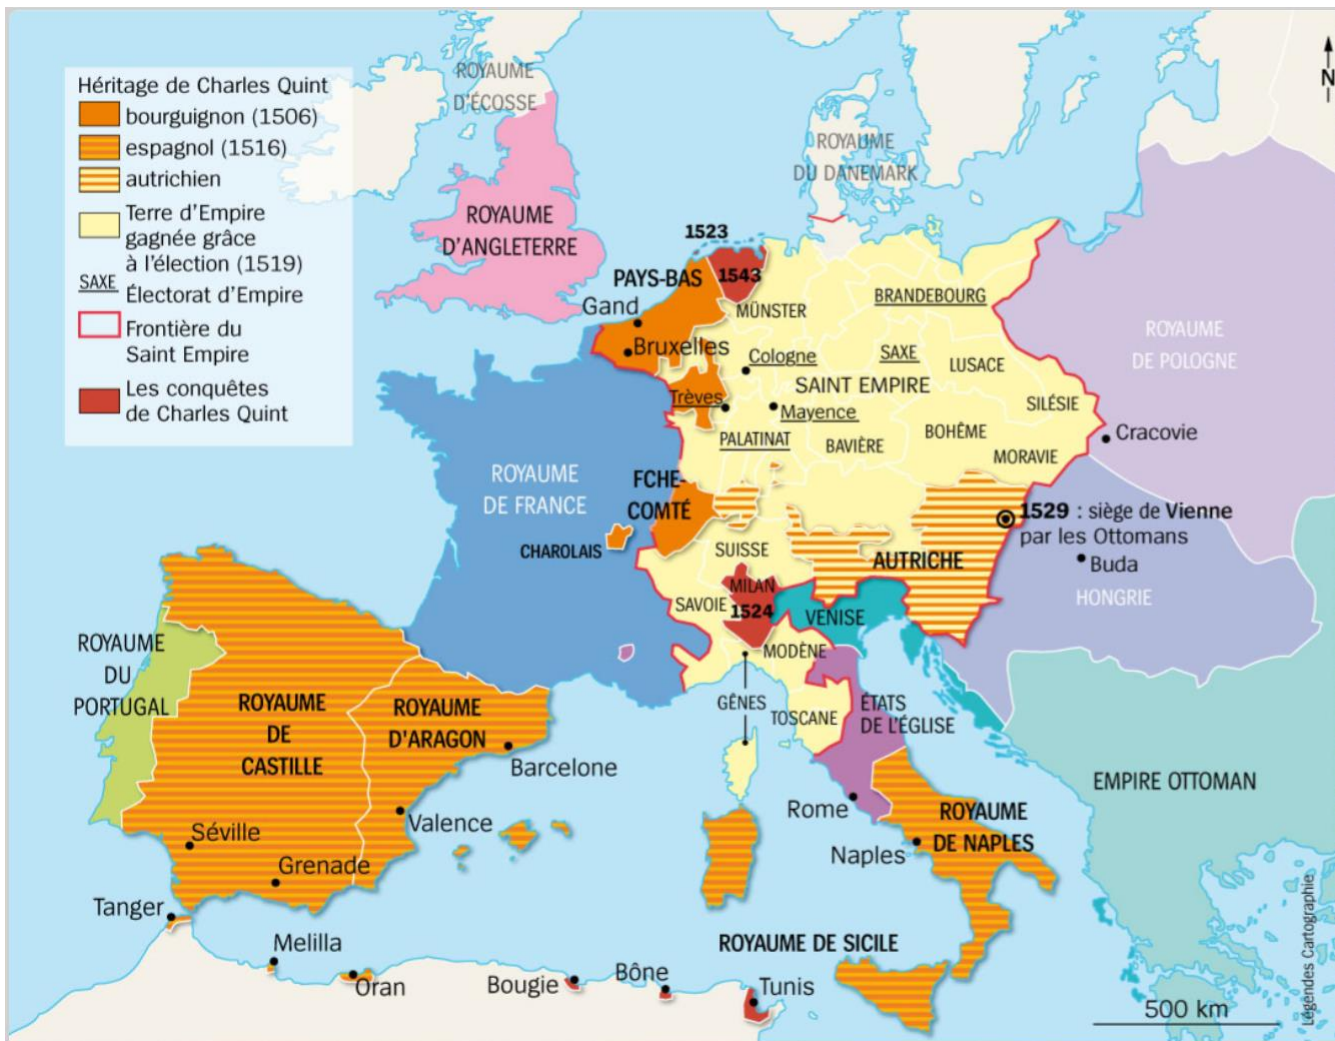 Héritage de Charles Quint
bourguignon (1506)
espagnol (1516)
autrichien
Terre d'Empire
gagnée grâce
à l'élection (1519)
SAXE
Électorat d'Empire
Frontière du
Saint Empire
Les conquêtes
de Charles Quint
ROYAUME
D'ÉCOSSE
N
ROYAUME
DU DANEMARK
ROYAUME
D'ANGLETERRE
1523
PAYS-BAS
1543
Gand
Bruxelles
MÜNSTER
BRANDEBOURG
Cologne
SAXE
LUSACE
SAINT EMPIRE
Trèves
Mayence
SILÉSIE
PALATINAT
BAVIÈRE
BOHÊME
MORAVIE
ROYAUME
DE POLOGNE
Cracovie
ROYAUME
DE FRANCE
FCHE-
COMTÉ
CHAROLAIS
1529 : siège de Vienne
par les Ottomans
SUISSE
AUTRICHE
Buda
HONGRIE
MILAN
SAVOIE
1524
VENISE
MODÈNE
GÊNES
TOSCANE
ÉTATS
DE L'ÉGLISE
ROYAUME
DU
PORTUGAL
ROYAUME
DE
CASTILLE
ROYAUME
D'ARAGON
Barcelone
EMPIRE OTTOMAN
Valence
Séville
Grenade
Rome
ROYAUME
DE NAPLES
Naples
Tanger
Melilla
Oran
Bougie
Bône
Tunis
ROYAUME DE SICILE
500 km
Légendes Cartographie